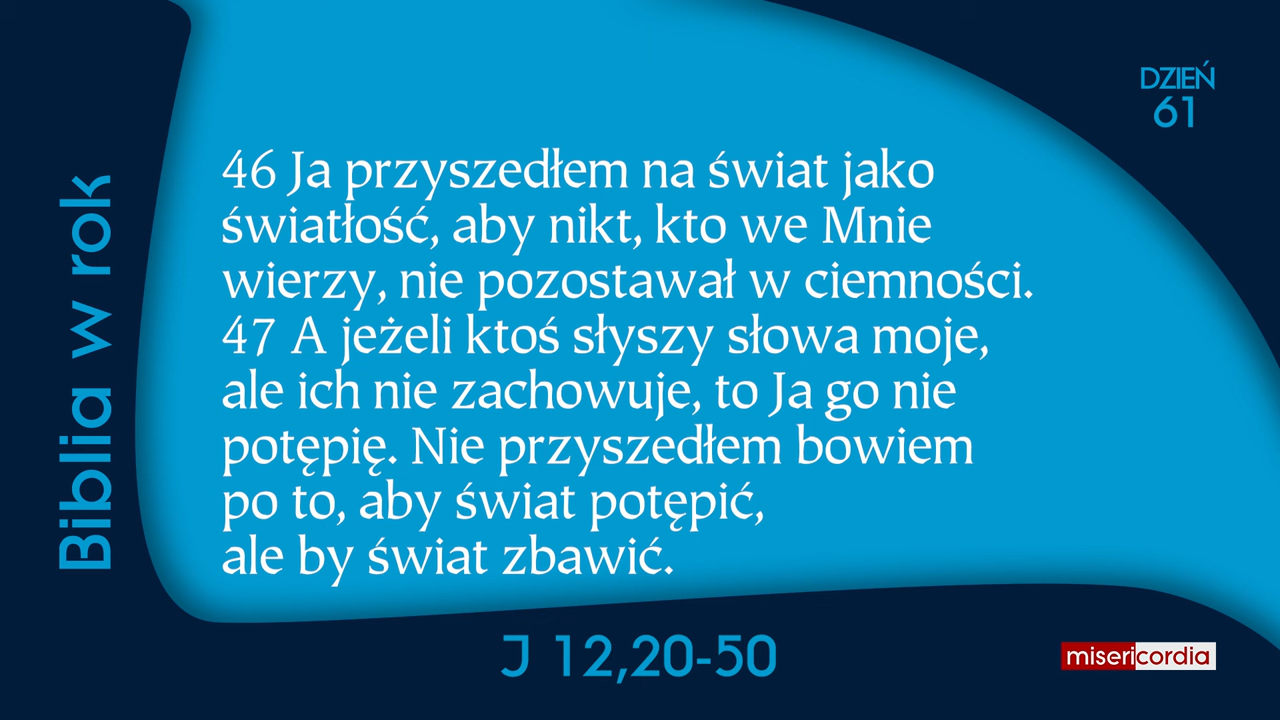 DZIEŃ
61
46 Ja przyszedłem na świat jako
światłość, aby nikt, kto we Mnie
wierzy, nie pozostawał w ciemności.
47 A jeżeli ktoś słyszy słowa moje,
ale ich nie zachowuje, to Ja go nie
potępię. Nie przyszedłem bowiem
po to, aby świat potępić,
ale by świat zbawić.
Biblia w rok
J 12,20-50
misericordia